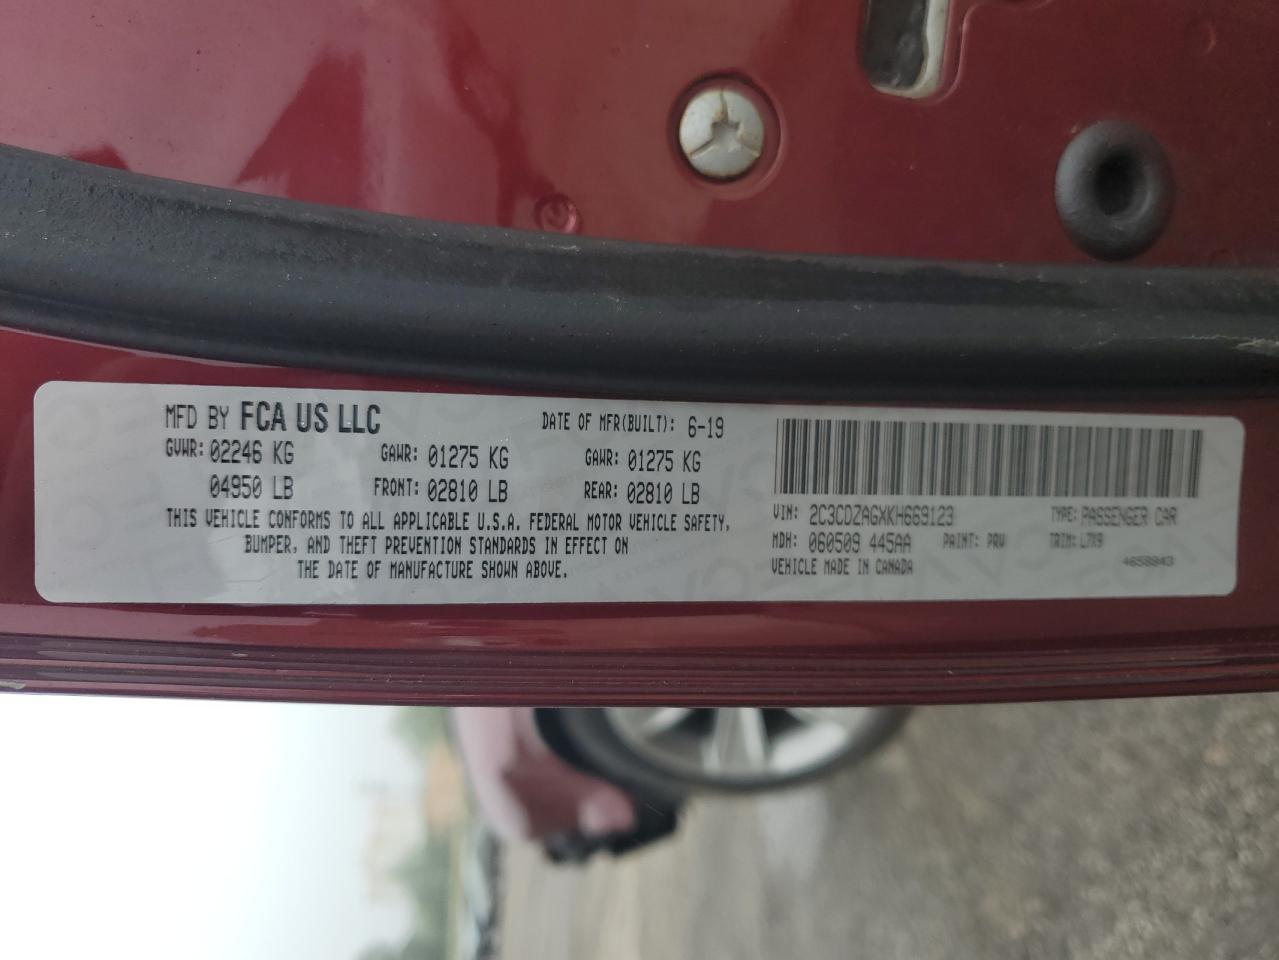 MFD BY FCA US LLC DATE OF MFR(BUILT): 6-19
GVWR: 02246 KG GAWR: 01275 KG GAWR: 01275 KG
04950 LB FRONT: 02810 LB REAR: 02810 LB
THIS VEHICLE CONFORMS TO ALL APPLICABLE U.S.A. FEDERAL MOTOR VEHICLE SAFETY,
BUMPER, AND THEFT PREVENTION STANDARDS IN EFFECT ON
THE DATE OF MANUFACTURE SHOWN ABOVE.
VIN: 2C3CDZAGXKH669123 TYPE: PASSENGER CAR
MDH: 060509 445AA PAINT: PRV TRIM: L7X9
VEHICLE MADE IN CANADA 4658843